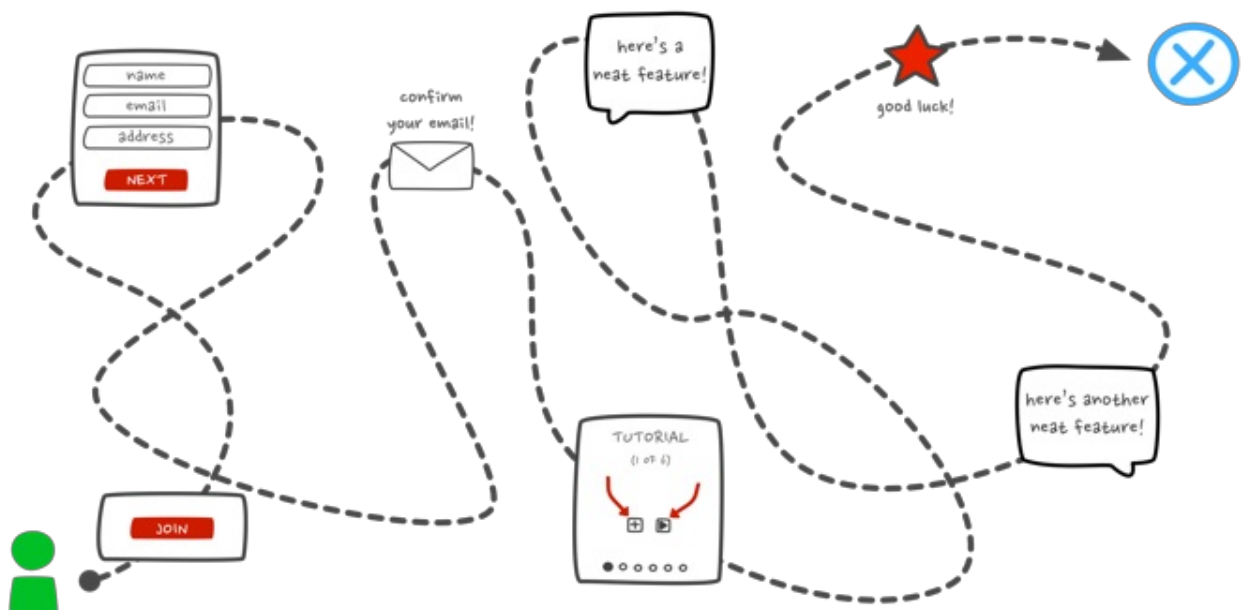 name
email
address
NEXT
confirm
your email!
here's a
neat feature!
good luck!
JOIN
TUTORIAL
(1 OF 6)
here's another
neat feature!